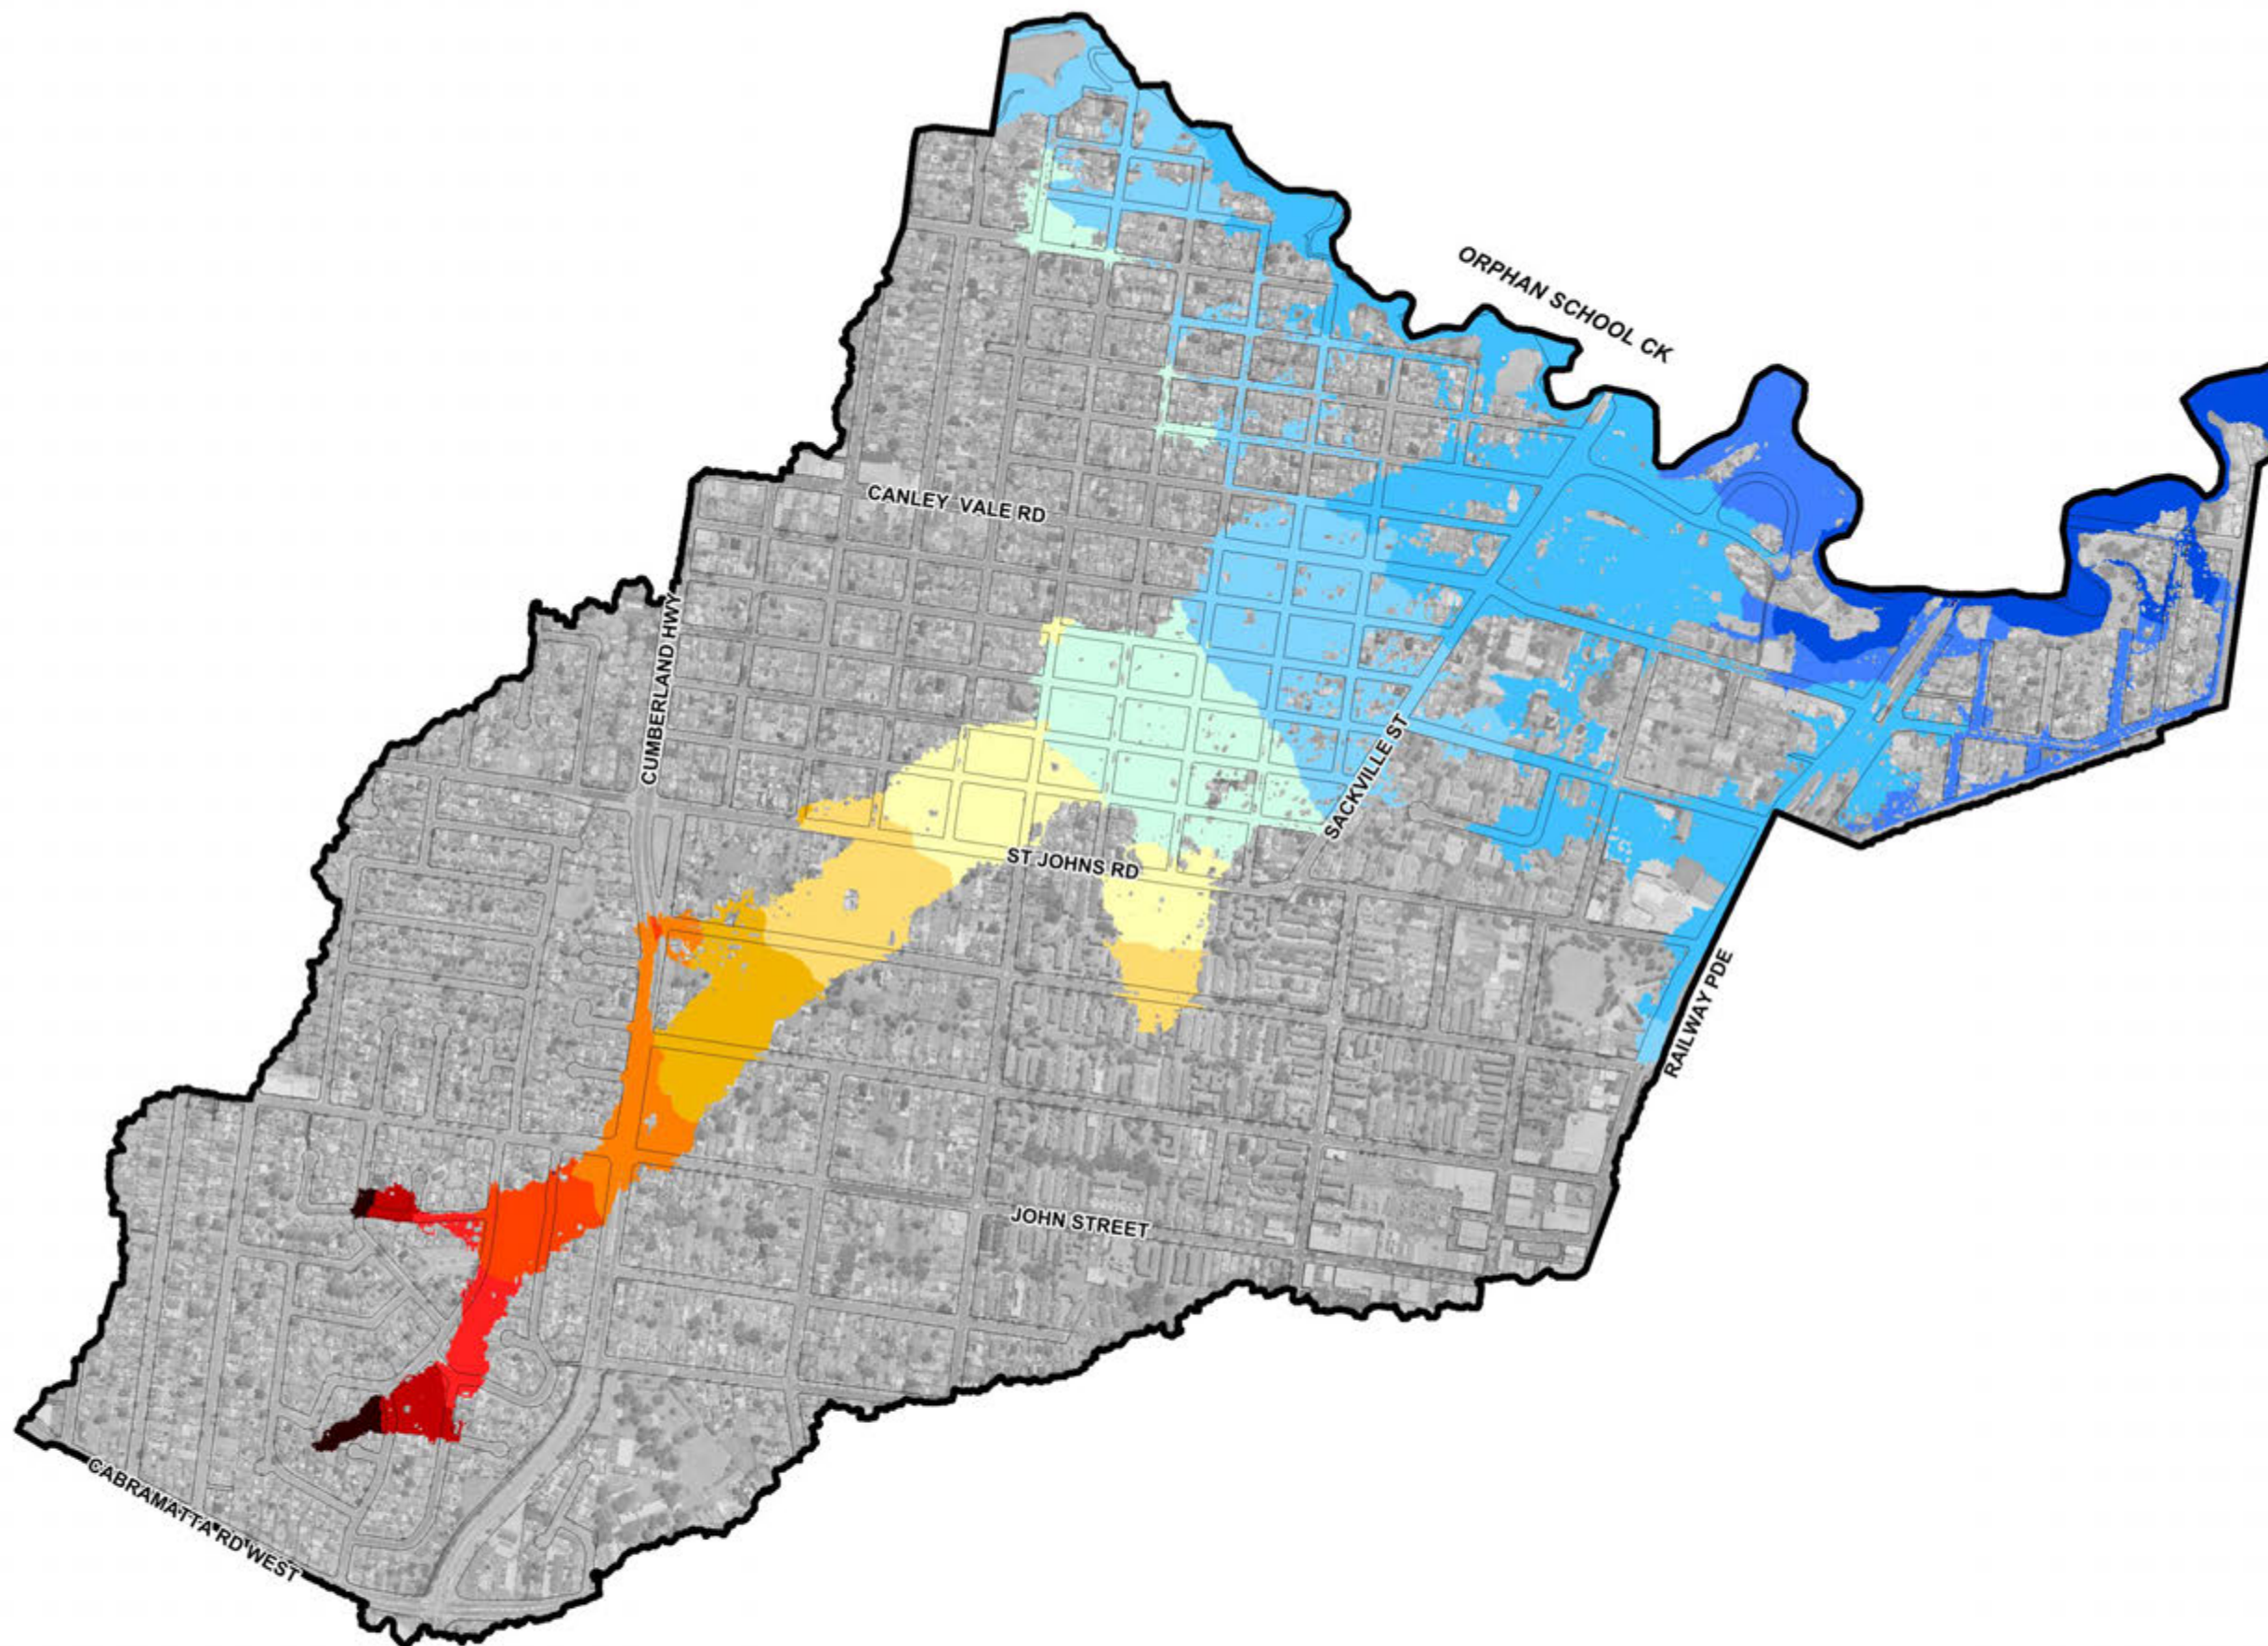 ORPHAN SCHOOL CK
CANLEY VALE RD
CUMBERLAND HWY
SACKVILLE ST
ST JOHNS RD
RAILWAY PDE
JOHN STREET
CABRAMATTA RD WEST